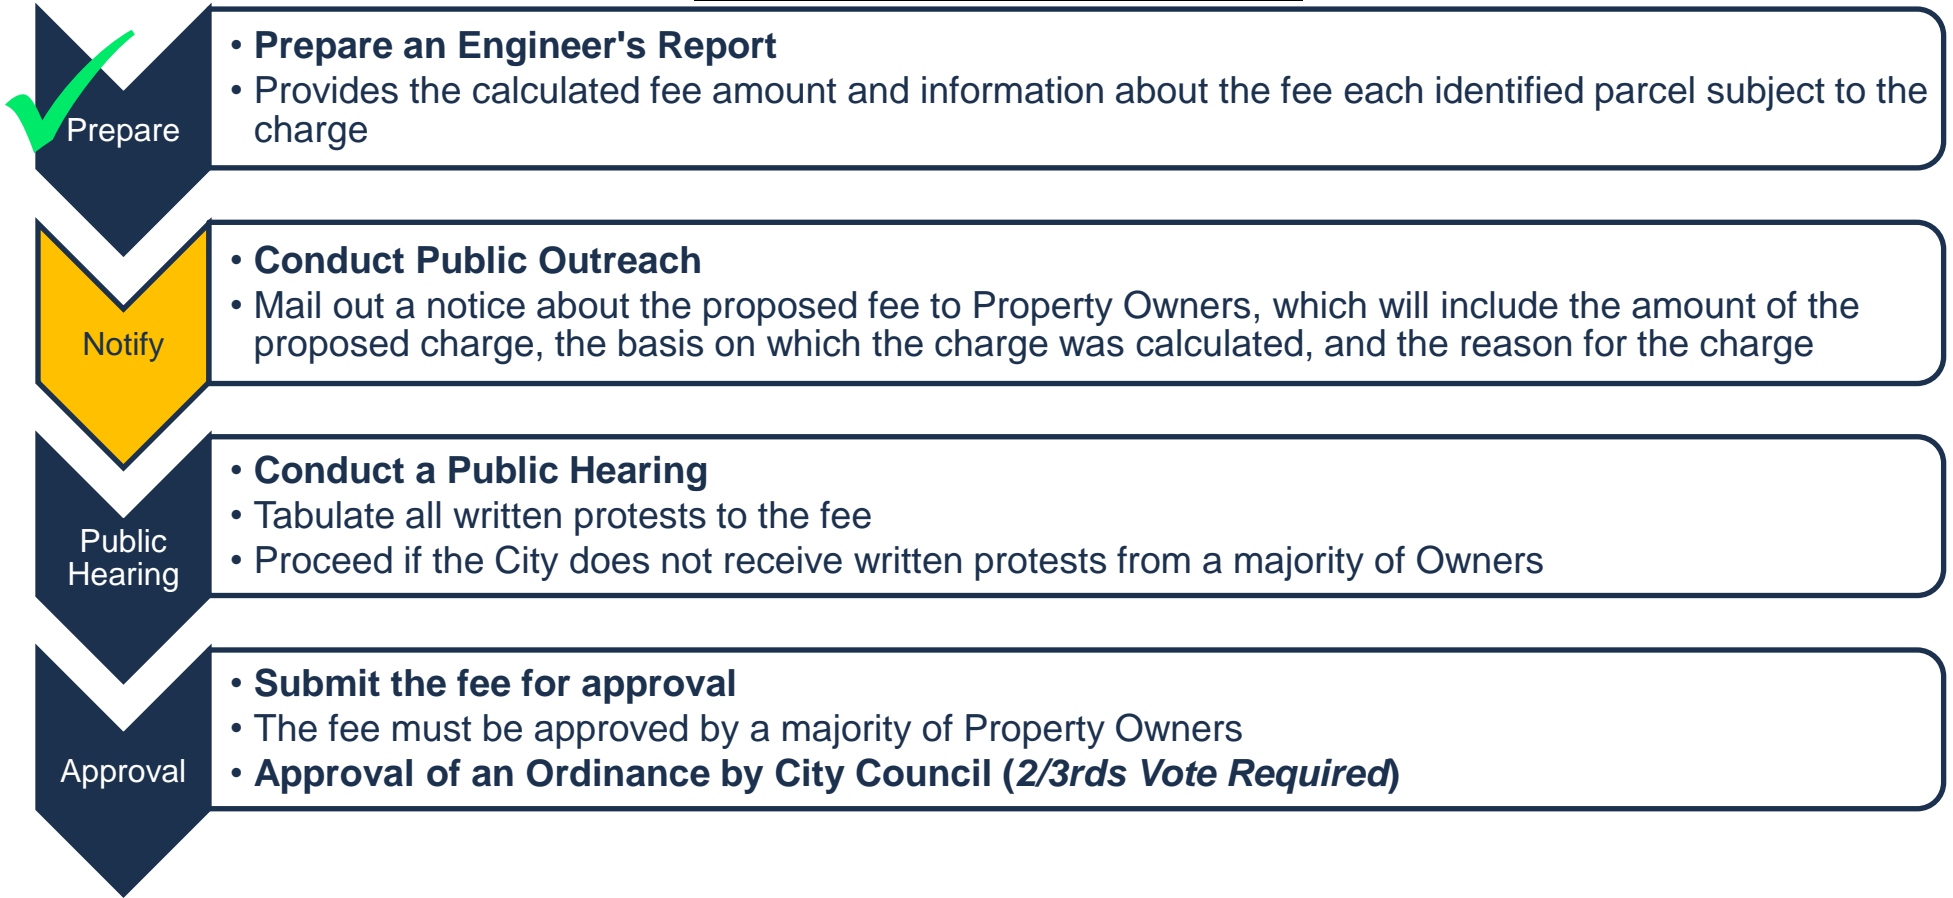 Prepare
• Prepare an Engineer's Report
• Provides the calculated fee amount and information about the fee each identified parcel subject to the
charge
Notify
• Conduct Public Outreach
• Mail out a notice about the proposed fee to Property Owners, which will include the amount of the
proposed charge, the basis on which the charge was calculated, and the reason for the charge
Public
Hearing
• Conduct a Public Hearing
• Tabulate all written protests to the fee
• Proceed if the City does not receive written protests from a majority of Owners
Approval
• Submit the fee for approval
• The fee must be approved by a majority of Property Owners
• Approval of an Ordinance by City Council (2/3rds Vote Required)